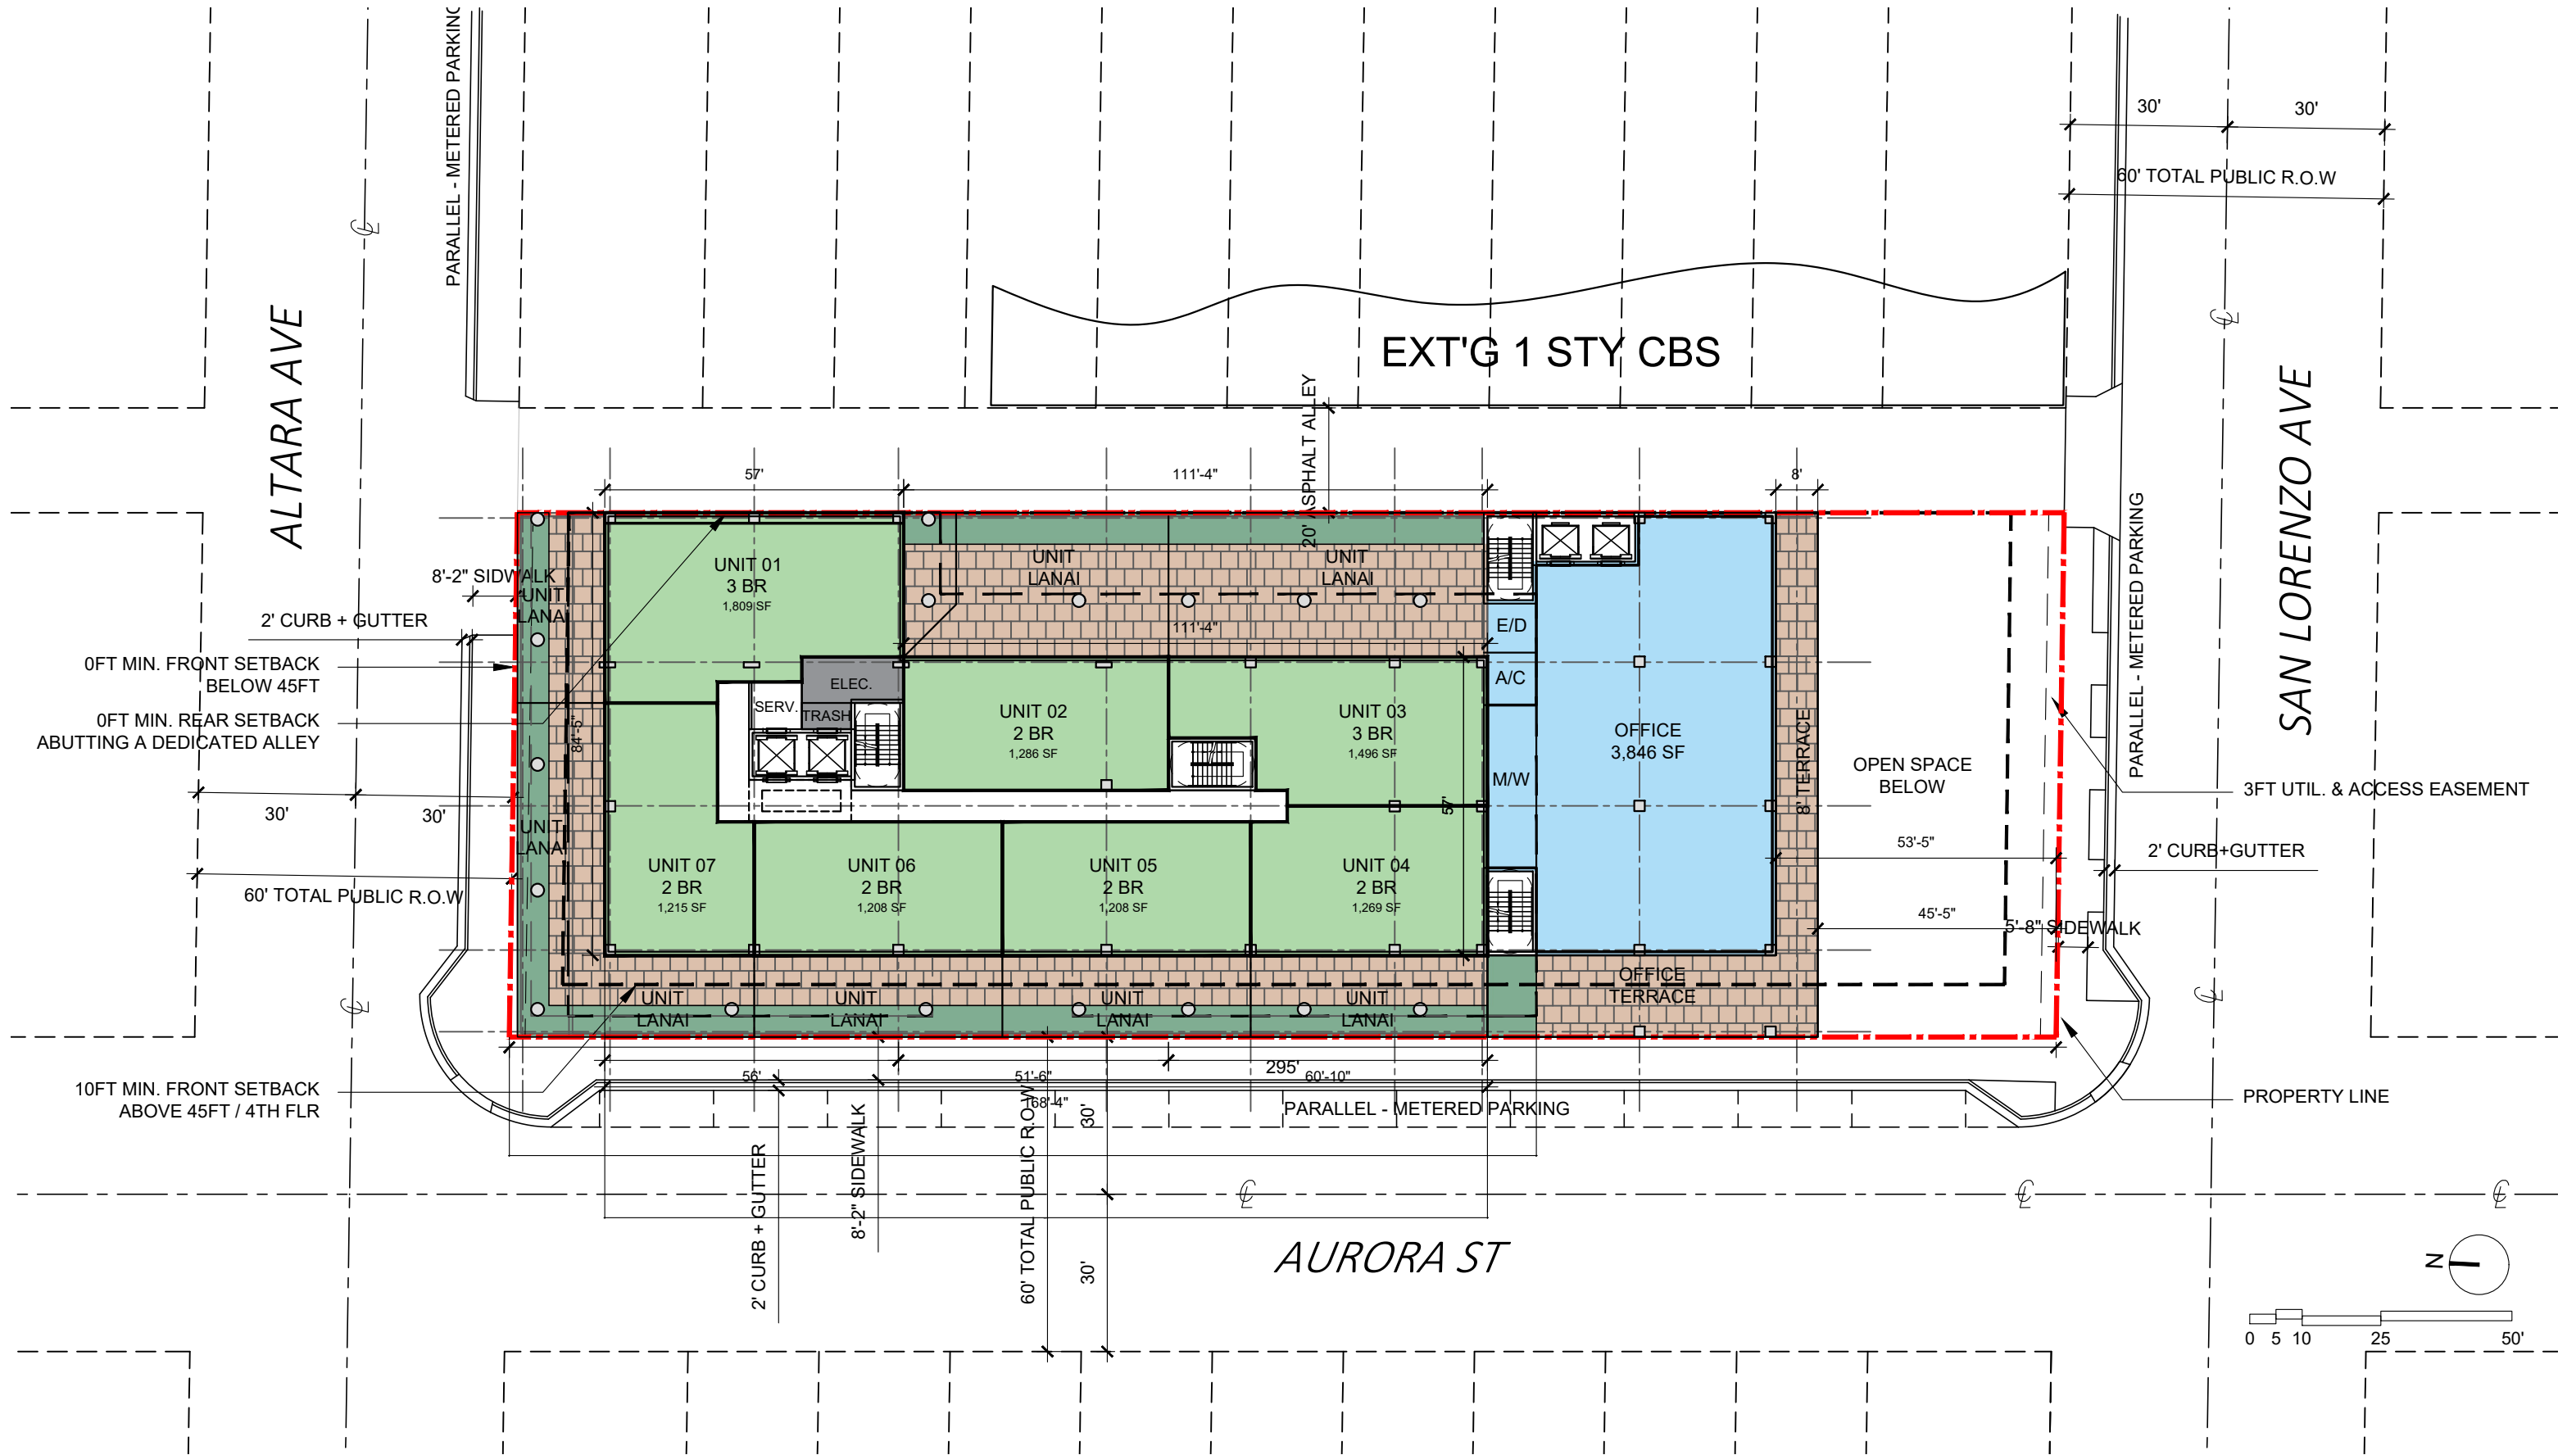 PARALLEL - METERED PARKING
30'
30'
60' TOTAL PUBLIC R.O.W
ALTARA AVE
EXT'G 1 STY CBS
SAN LORENZO AVE
20' ASPHALT ALLEY
57'
111'-4"
8'
PARALLEL - METERED PARKING
8'-2" SIDWALK
2' CURB + GUTTER
0FT MIN. FRONT SETBACK
BELOW 45FT
0FT MIN. REAR SETBACK
ABUTTING A DEDICATED ALLEY
30'
30'
60' TOTAL PUBLIC R.O.W
10FT MIN. FRONT SETBACK
ABOVE 45FT / 4TH FLR
UNIT
LANAI
UNIT
LANAI
84'-5"
UNIT 01
3 BR
1,809 SF
UNIT
LANAI
UNIT
LANAI
111'-4"
ELEC.
SERV.
TRASH
UNIT 02
2 BR
1,286 SF
UNIT 03
3 BR
1,496 SF
57'
E/D
A/C
M/W
OFFICE
3,846 SF
8' TERRACE
OPEN SPACE
BELOW
3FT UTIL. & ACCESS EASEMENT
53'-5"
2' CURB+GUTTER
45'-5"
5'-8" SIDEWALK
UNIT 07
2 BR
1,215 SF
UNIT 06
2 BR
1,208 SF
UNIT 05
2 BR
1,208 SF
UNIT 04
2 BR
1,269 SF
UNIT
LANAI
UNIT
LANAI
UNIT
LANAI
UNIT
LANAI
OFFICE
TERRACE
295'
56'
51'-6"
60'-10"
168'-4"
PARALLEL - METERED PARKING
PROPERTY LINE
2' CURB + GUTTER
8'-2" SIDEWALK
60' TOTAL PUBLIC R.O.W
30'
30'
AURORA ST
N
0 5 10 25 50'